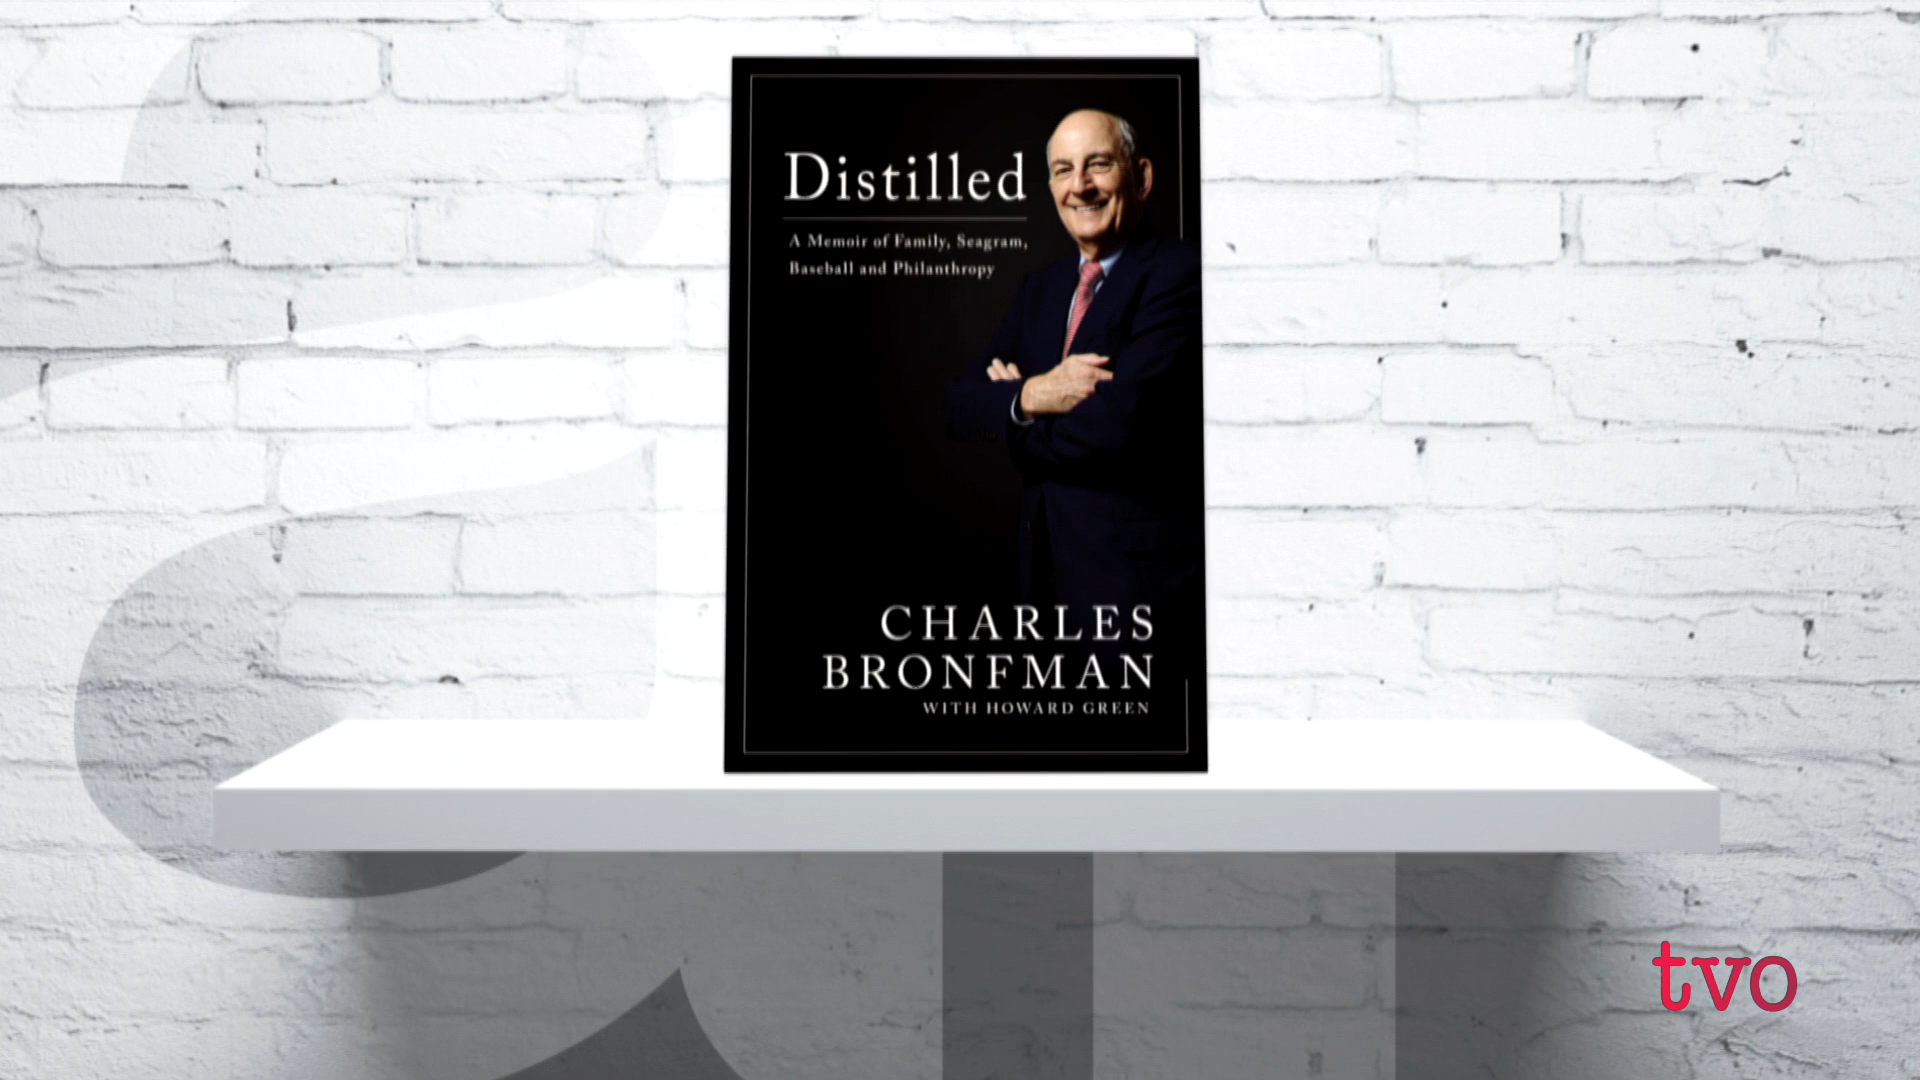 Distilled
A Memoir of Family, Seagram,
Baseball and Philanthropy
CHARLES
BRONFMAN
WITH HOWARD GREEN
tvo